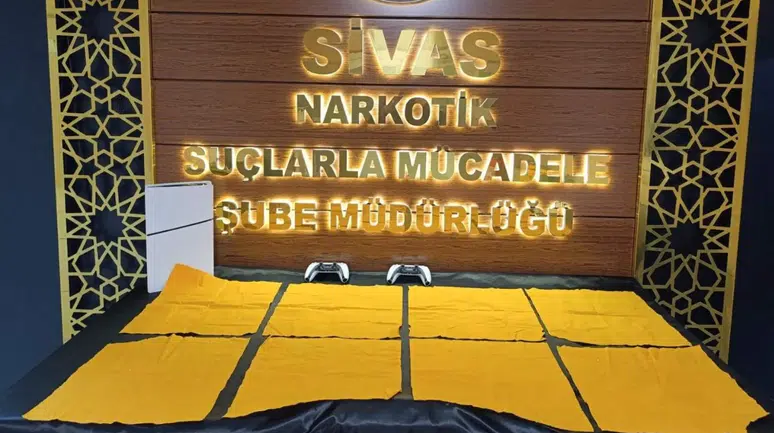 SİVAS
NARKOTİK
SUÇLARLA MÜCADELE
ŞUBE MÜDÜRLÜĞÜ